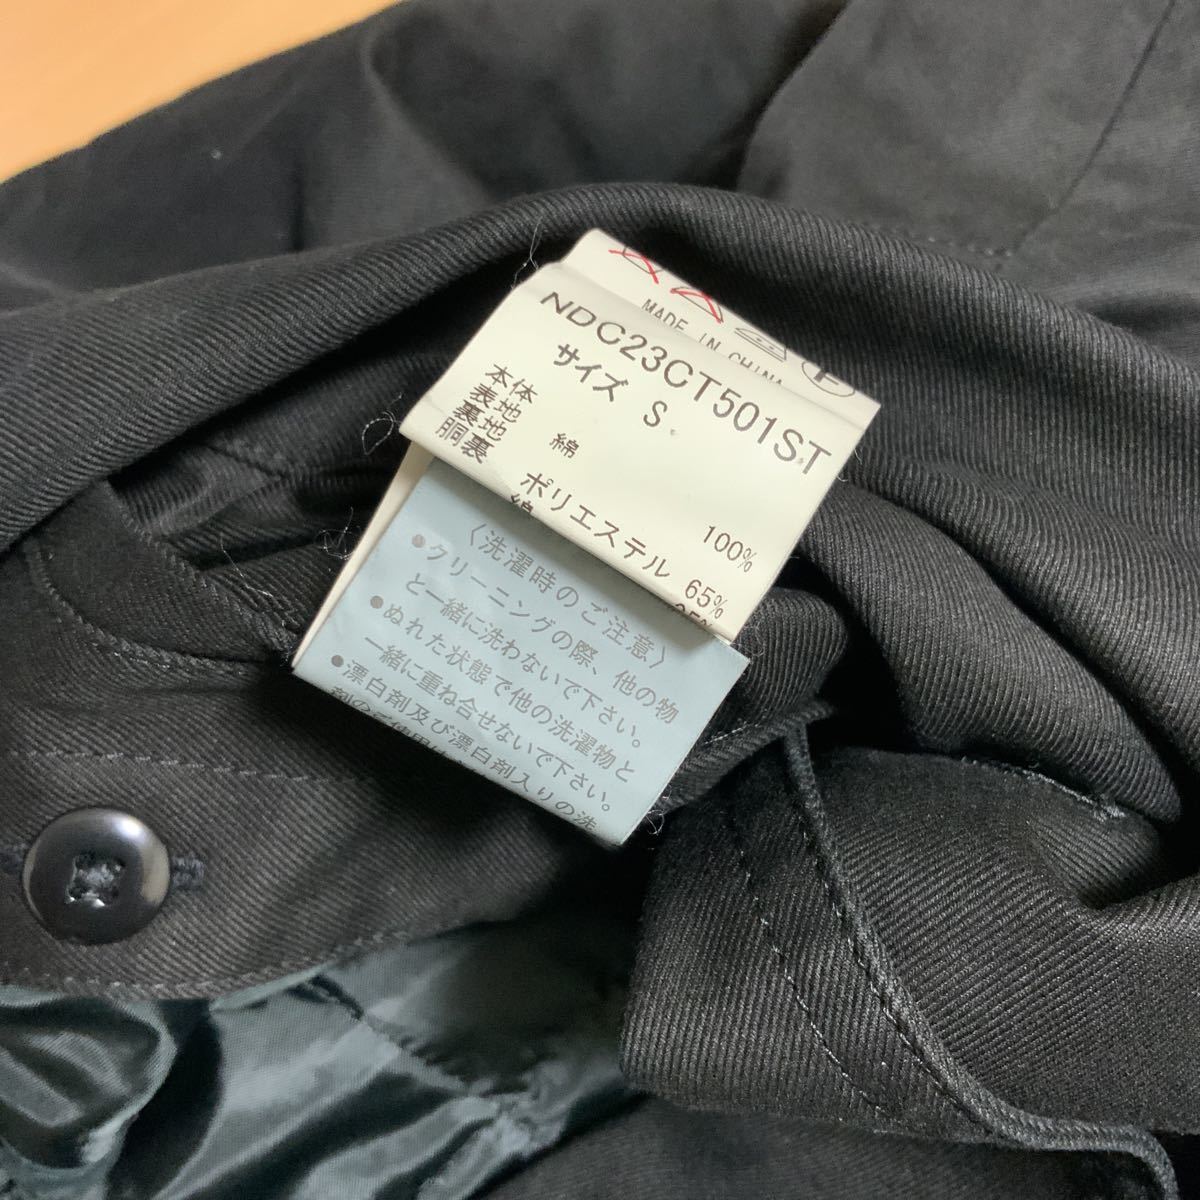 MADE IN CHINA
NDC23CT501ST
サイズ S
本体
表地 綿 100%
裏地
胴裏 ポリエステル 65%
綿
〈洗濯時のご注意〉
●クリーニングの際、他の物
と一緒に洗わないで下さい。
●ぬれた状態で他の洗濯物と
一緒に重ね合せないで下さい。
●漂白剤及び漂白剤入りの洗